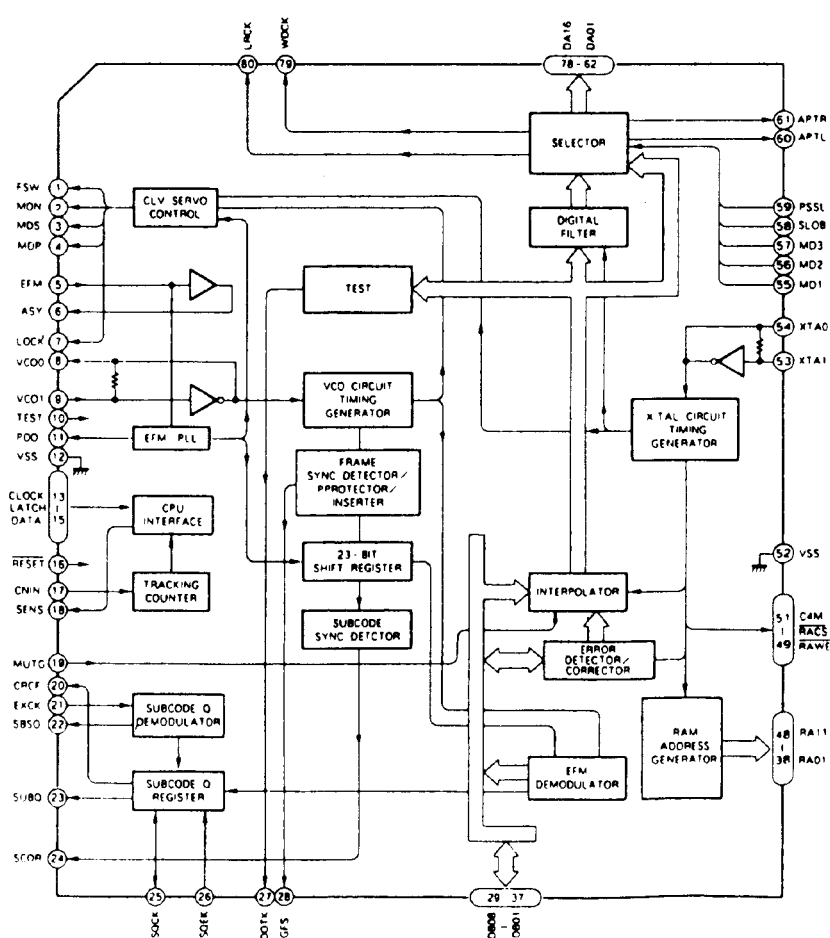 LRCK
WDCK
DA16
DA01
80
79
78 - 62
SELECTOR
61 APTR
60 APTL
FSW 1
MON 2
MDS 3
MDP 4
CLV SERVO
CONTROL
DIGITAL
FILTER
59 PSSL
58 SLOB
57 MD3
56 MD2
55 MD1
EFM 5
ASY 6
LOCK 7
VCOO 8
VCOI 9
TEST 10
PDO 11
VSS 12
TEST
54 XTAO
53 XTAI
VCO CIRCUIT
TIMING
GENERATOR
X TAL CIRCUIT
TIMING
GENERATOR
EFM PLL
FRAME
SYNC DETECTOR/
PPROTECTOR/
INSERTER
CLOCK
LATCH
DATA
13
|
15
CPU
INTERFACE
RESET 16
CNIN 17
SENS 18
TRACKING
COUNTER
23-BIT
SHIFT REGISTER
SUBCODE
SYNC DETCTOR
52 VSS
INTERPOLATOR
51
|
49
C4M
RACS
RAWE
ERROR
DETECTOR/
CORRECTOR
MUTG 19
CRCF 20
EXCK 21
SBSO 22
SUBCODE Q
DEMODULATOR
RAM
ADDRESS
GENERATOR
48
|
38
RA11
|
RA01
SUBQ 23
SUBCODE Q
REGISTER
EFM
DEMODULATOR
SCOR 24
25
26
27
28
29 37
SQCK
SQEK
DOTX
GFS
DB08
|
DB01